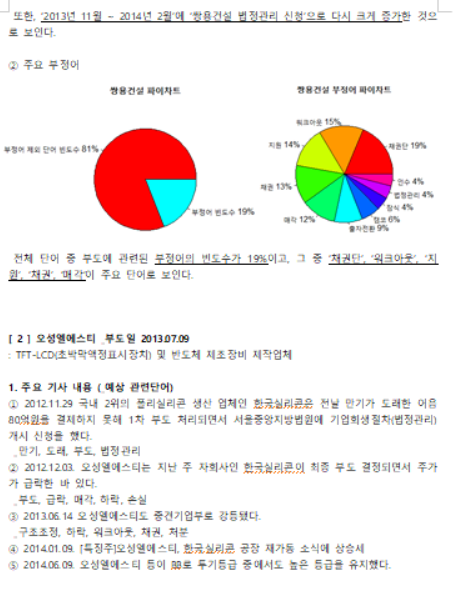 또한, '2013년 11월 ~ 2014년 2월'에 '쌍용건설 법정관리 신청'으로 다시 크게 증가한 것으
로 보인다.
② 주요 부정어
쌍용건설 파이차트
쌍용건설 부정어 파이차트
부정어 제외 단어 빈도수 81%
부정어 빈도수 19%
워크아웃 15%
채권단 19%
지원 14%
채권 13%
매각 12%
출자전환 9%
캠코 6%
잠식 4%
법정관리 4%
인수 4%
전체 단어 중 부도에 관련된 부정어의 빈도수가 19%이고, 그 중 '채권단', '워크아웃', '지
원', '채권', '매각'이 주요 단어로 보인다.
[ 2 ] 오성엘에스티 _부도일 2013.07.09
: TFT-LCD(초박막액정표시장치) 및 반도체 제조장비 제작업체
1. 주요 기사 내용 (_예상 관련단어)
① 2012.11.29 국내 2위의 폴리실리콘 생산 업체인 한국실리콘은 전날 만기가 도래한 어음
80억원을 결제하지 못해 1차 부도 처리되면서 서울중앙지방법원에 기업회생절차(법정관리)
개시 신청을 했다.
_만기, 도래, 부도, 법정관리
② 2012.12.03. 오성엘에스티는 지난 주 자회사인 한국실리콘이 최종 부도 결정되면서 주가
가 급락한 바 있다.
_부도, 급락, 매각, 하락, 손실
③ 2013.06.14 오성엘에스티도 중견기업부로 강등됐다.
_구조조정, 하락, 워크아웃, 채권, 처분
④ 2014.01.09. [특징주]오성엘에스티, 한국실리콘 공장 재가동 소식에 상승세
⑤ 2014.06.09. 오성엘에스티 등이 BB로 투기등급 중에서도 높은 등급을 유지했다.